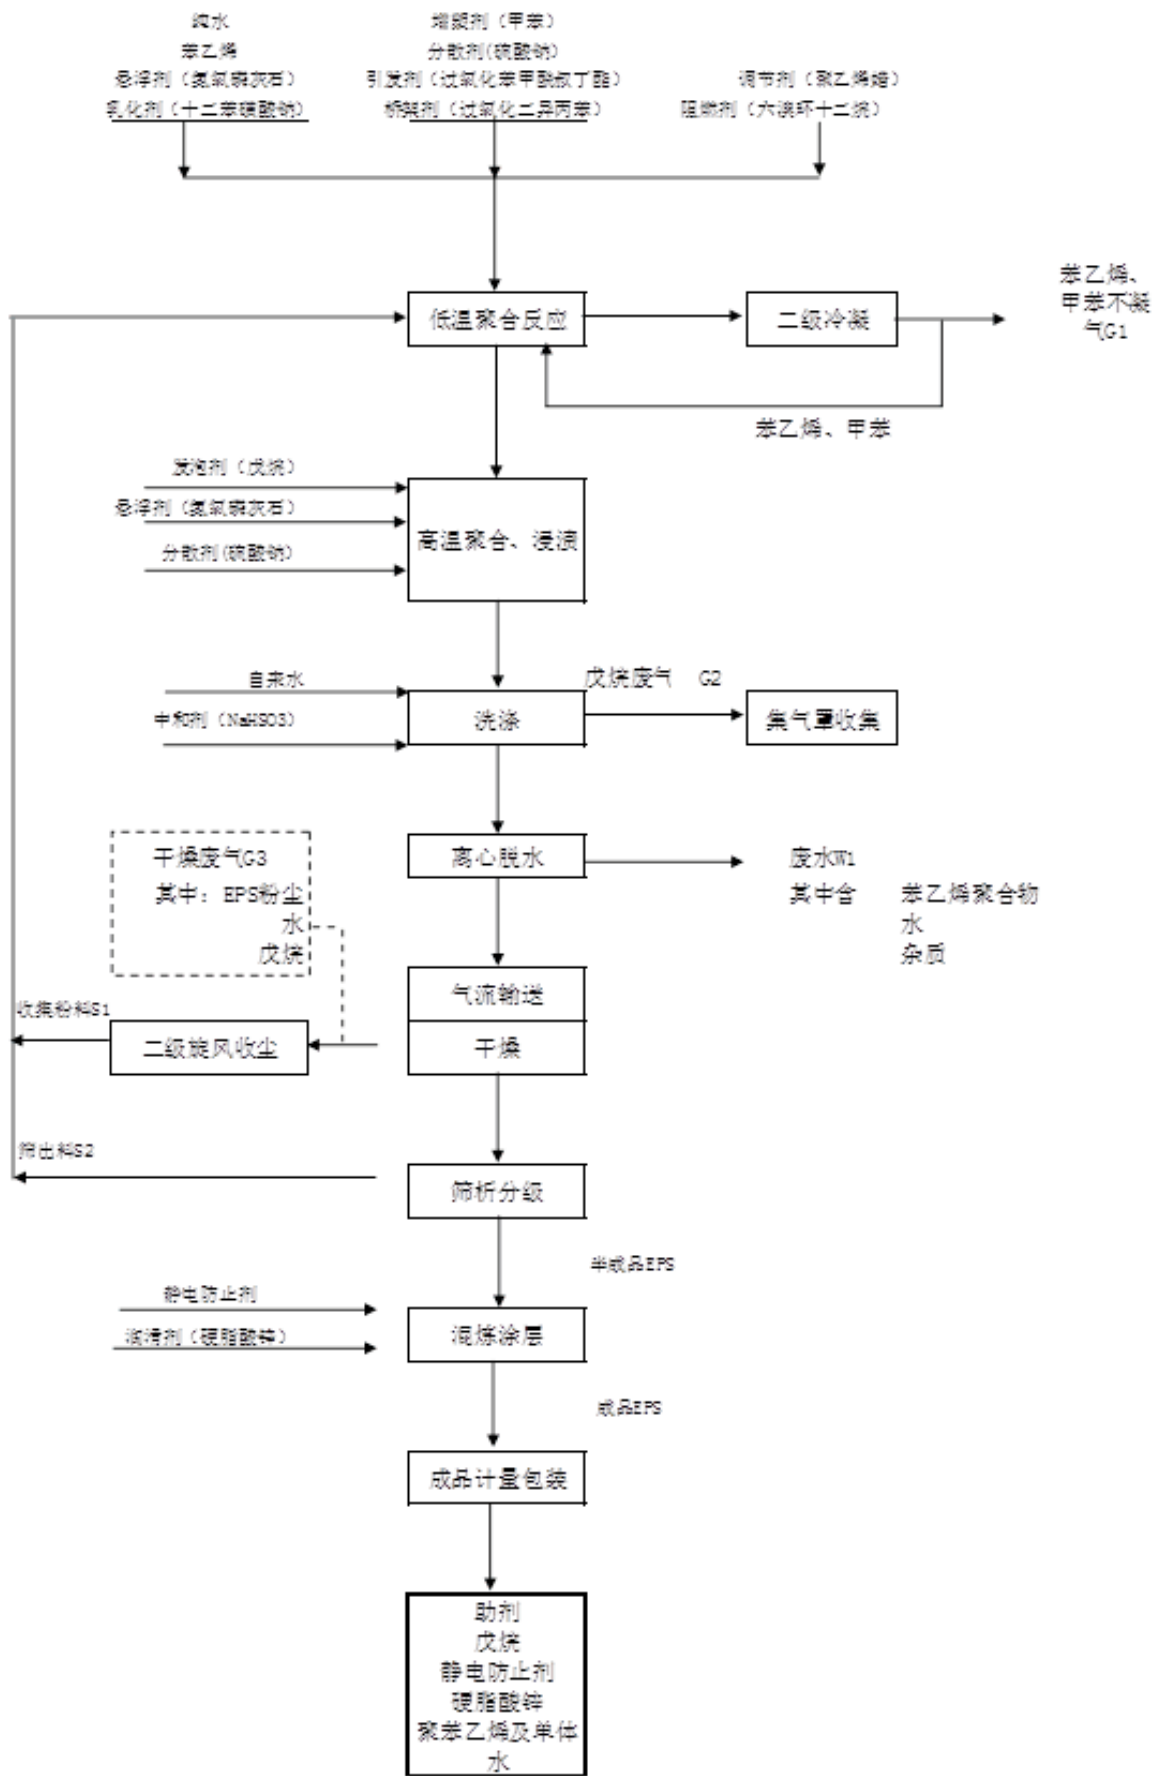 纯水
苯乙烯
悬浮剂（氢氧磷灰石）
乳化剂（十二苯磺酸钠）
增塑剂（甲苯）
分散剂(硫酸钠)
引发剂（过氧化苯甲酸叔丁酯）
桥架剂（过氧化二异丙苯）
调节剂（聚乙烯蜡）
阻燃剂（六溴环十二烷）
低温聚合反应
二级冷凝
苯乙烯、
甲苯不凝
气G1
苯乙烯、甲苯
发泡剂（戊烷）
悬浮剂（氢氧磷灰石）
分散剂(硫酸钠)
高温聚合、浸渍
自来水
中和剂（NaHSO3）
洗涤
戊烷废气 G2
集气罩收集
离心脱水
废水W1
其中含 苯乙烯聚合物
水
杂质
干燥废气G3
其中：EPS粉尘
水
戊烷
气流输送
干燥
收集粉料S1
二级旋风收尘
筛出料S2
筛析分级
半成品EPS
静电防止剂
润滑剂（硬脂酸锌）
混炼涂层
成品EPS
成品计量包装
助剂
戊烷
静电防止剂
硬脂酸锌
聚苯乙烯及单体
水